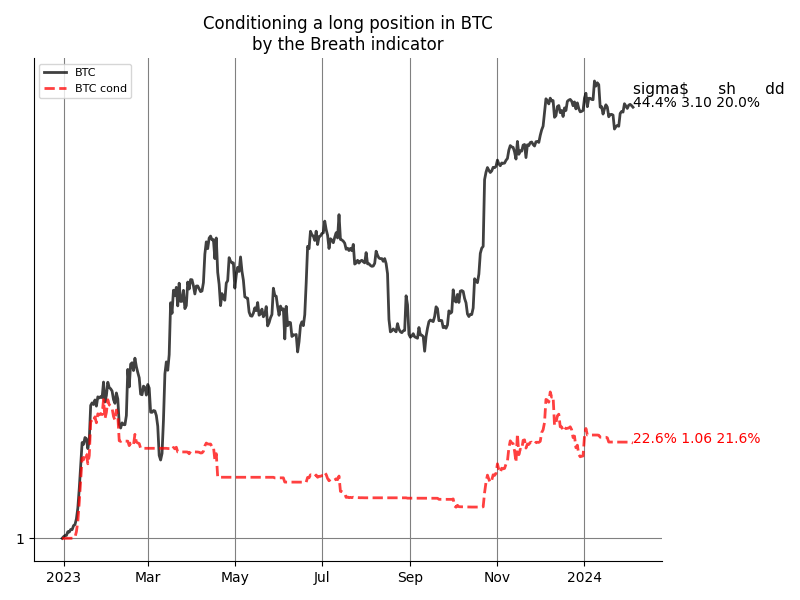 Conditioning a long position in BTC
by the Breath indicator
BTC
BTC cond
sigma$ sh dd
44.4% 3.10 20.0%
22.6% 1.06 21.6%
1
2023 Mar May Jul Sep Nov 2024